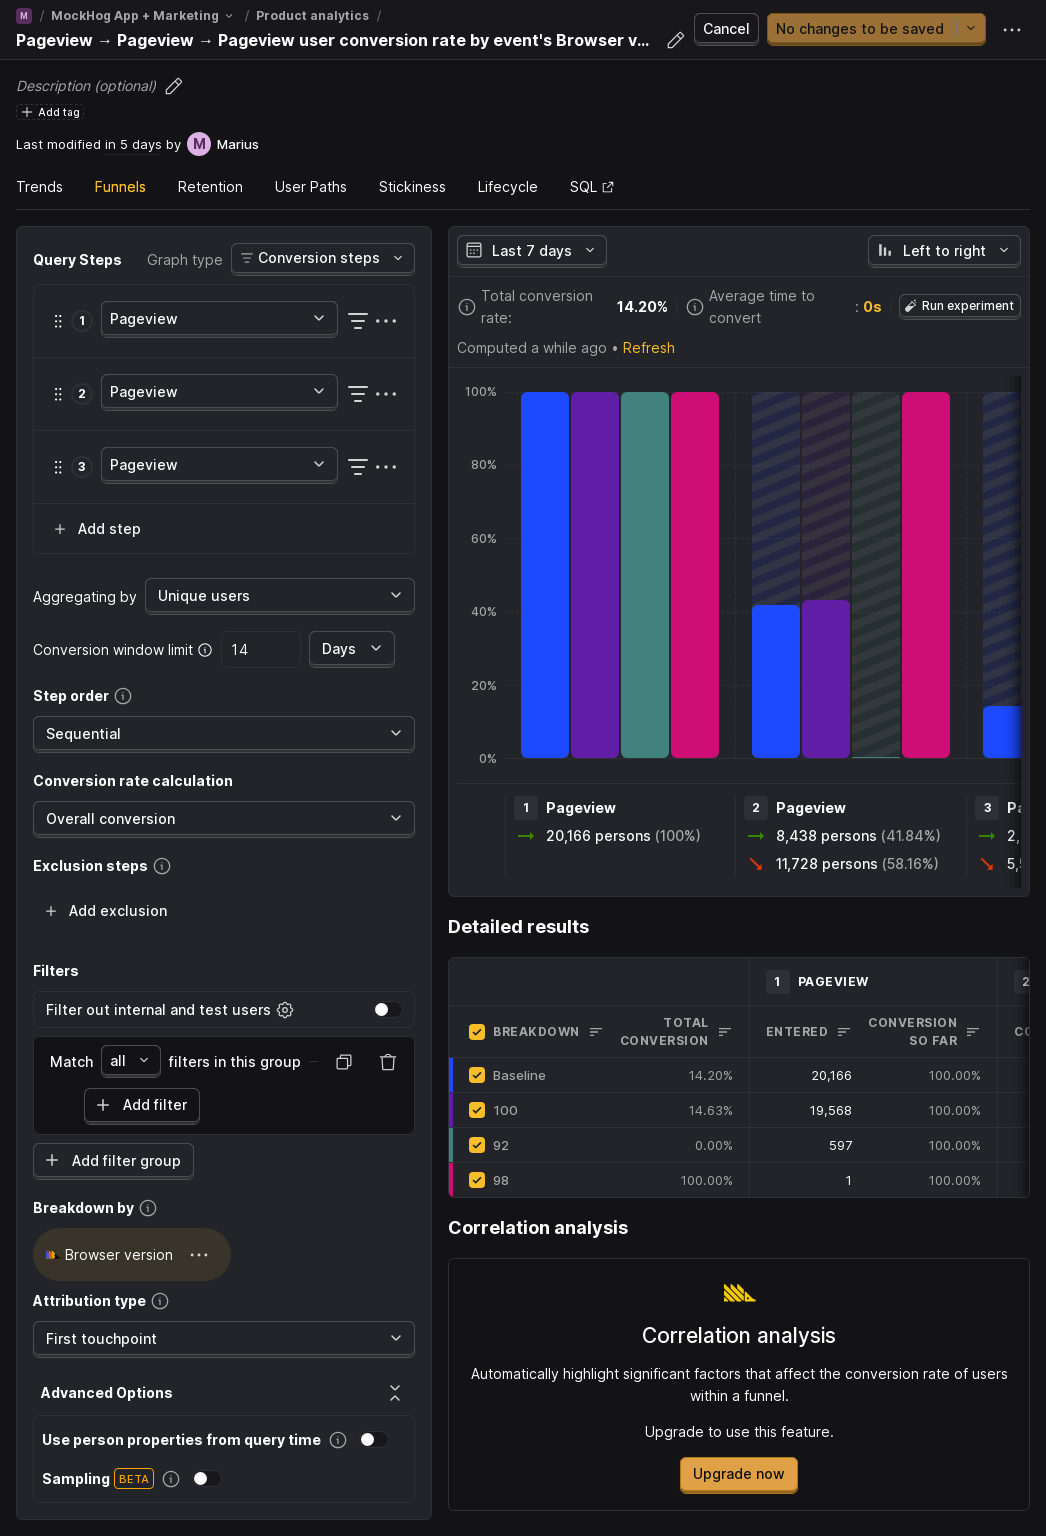 M / MockHog App + Marketing / Product analytics /
Pageview → Pageview → Pageview user conversion rate by event's Browser v...
Cancel
No changes to be saved
Description (optional)
Add tag
Last modified in 5 days by M Marius
Trends Funnels Retention User Paths Stickiness Lifecycle SQL
Query Steps
Graph type
Conversion steps
1 Pageview
2 Pageview
3 Pageview
Add step
Aggregating by Unique users
Conversion window limit 14 Days
Step order
Sequential
Conversion rate calculation
Overall conversion
Exclusion steps
Add exclusion
Filters
Filter out internal and test users
Match all filters in this group
Add filter
Add filter group
Breakdown by
Browser version
Attribution type
First touchpoint
Advanced Options
Use person properties from query time
Sampling BETA
Last 7 days
Left to right
Total conversion rate: 14.20%
Average time to convert : 0s
Run experiment
Computed a while ago • Refresh
100%
80%
60%
40%
20%
0%
1 Pageview
20,166 persons (100%)
2 Pageview
8,438 persons (41.84%)
11,728 persons (58.16%)
3
Detailed results
1 PAGEVIEW
2
BREAKDOWN TOTAL CONVERSION ENTERED CONVERSION SO FAR
Baseline 14.20% 20,166 100.00%
100 14.63% 19,568 100.00%
92 0.00% 597 100.00%
98 100.00% 1 100.00%
Correlation analysis
Correlation analysis
Automatically highlight significant factors that affect the conversion rate of users
within a funnel.
Upgrade to use this feature.
Upgrade now